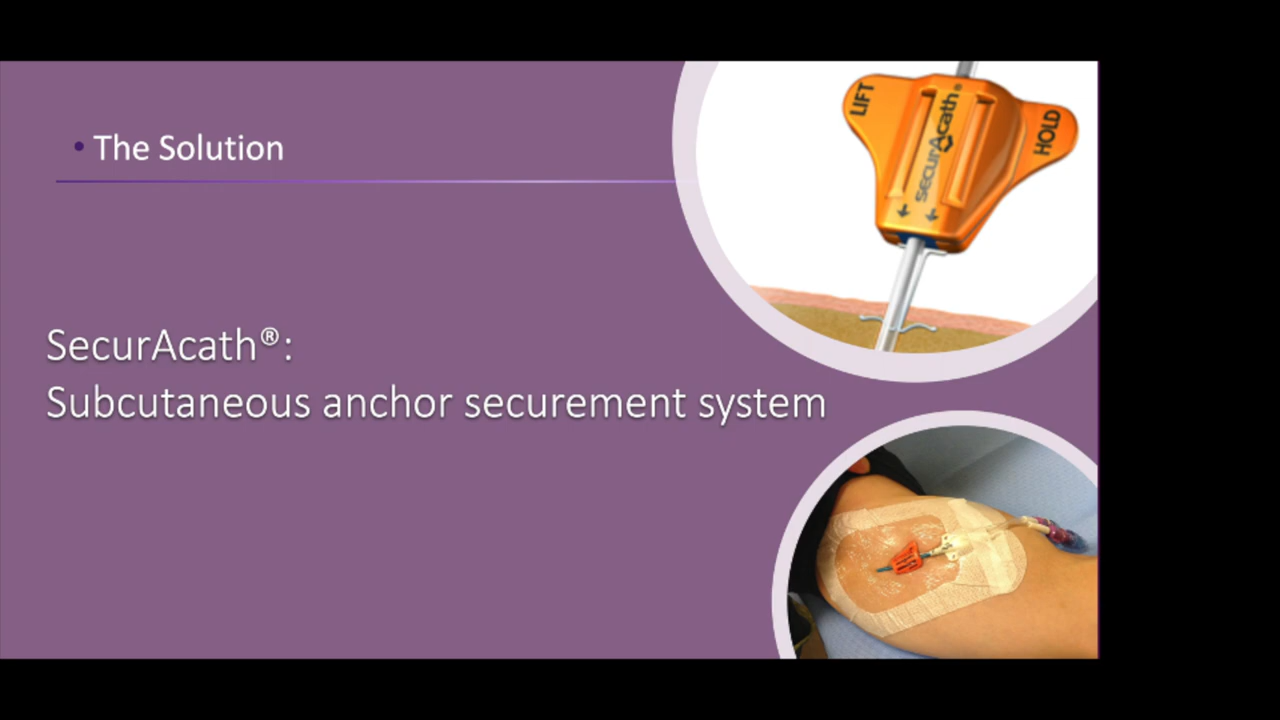 • The Solution
SecurAcath®:
Subcutaneous anchor securement system
LIFT
securAcath®
HOLD